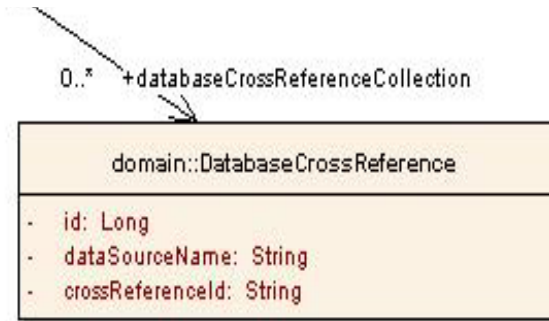 0..* +databaseCrossReferenceCollection
domain::DatabaseCrossReference
- id: Long
- dataSourceName: String
- crossReferenceId: String